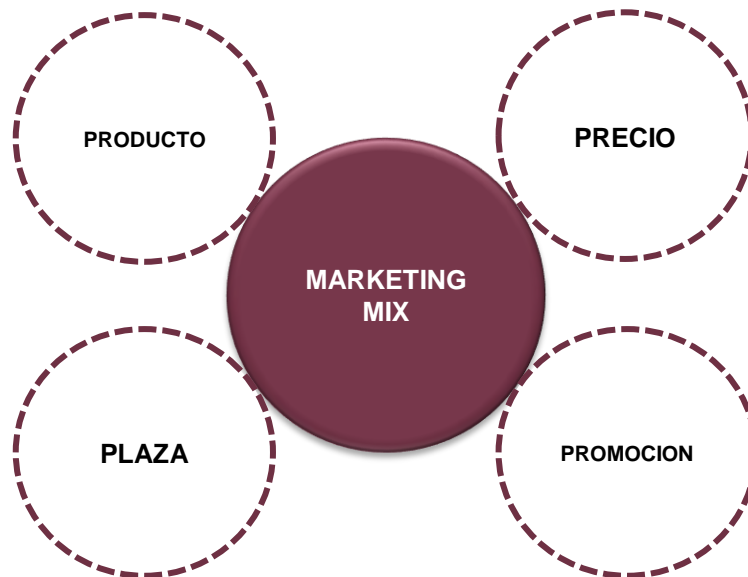 PRODUCTO
PRECIO
MARKETING
MIX
PLAZA
PROMOCION